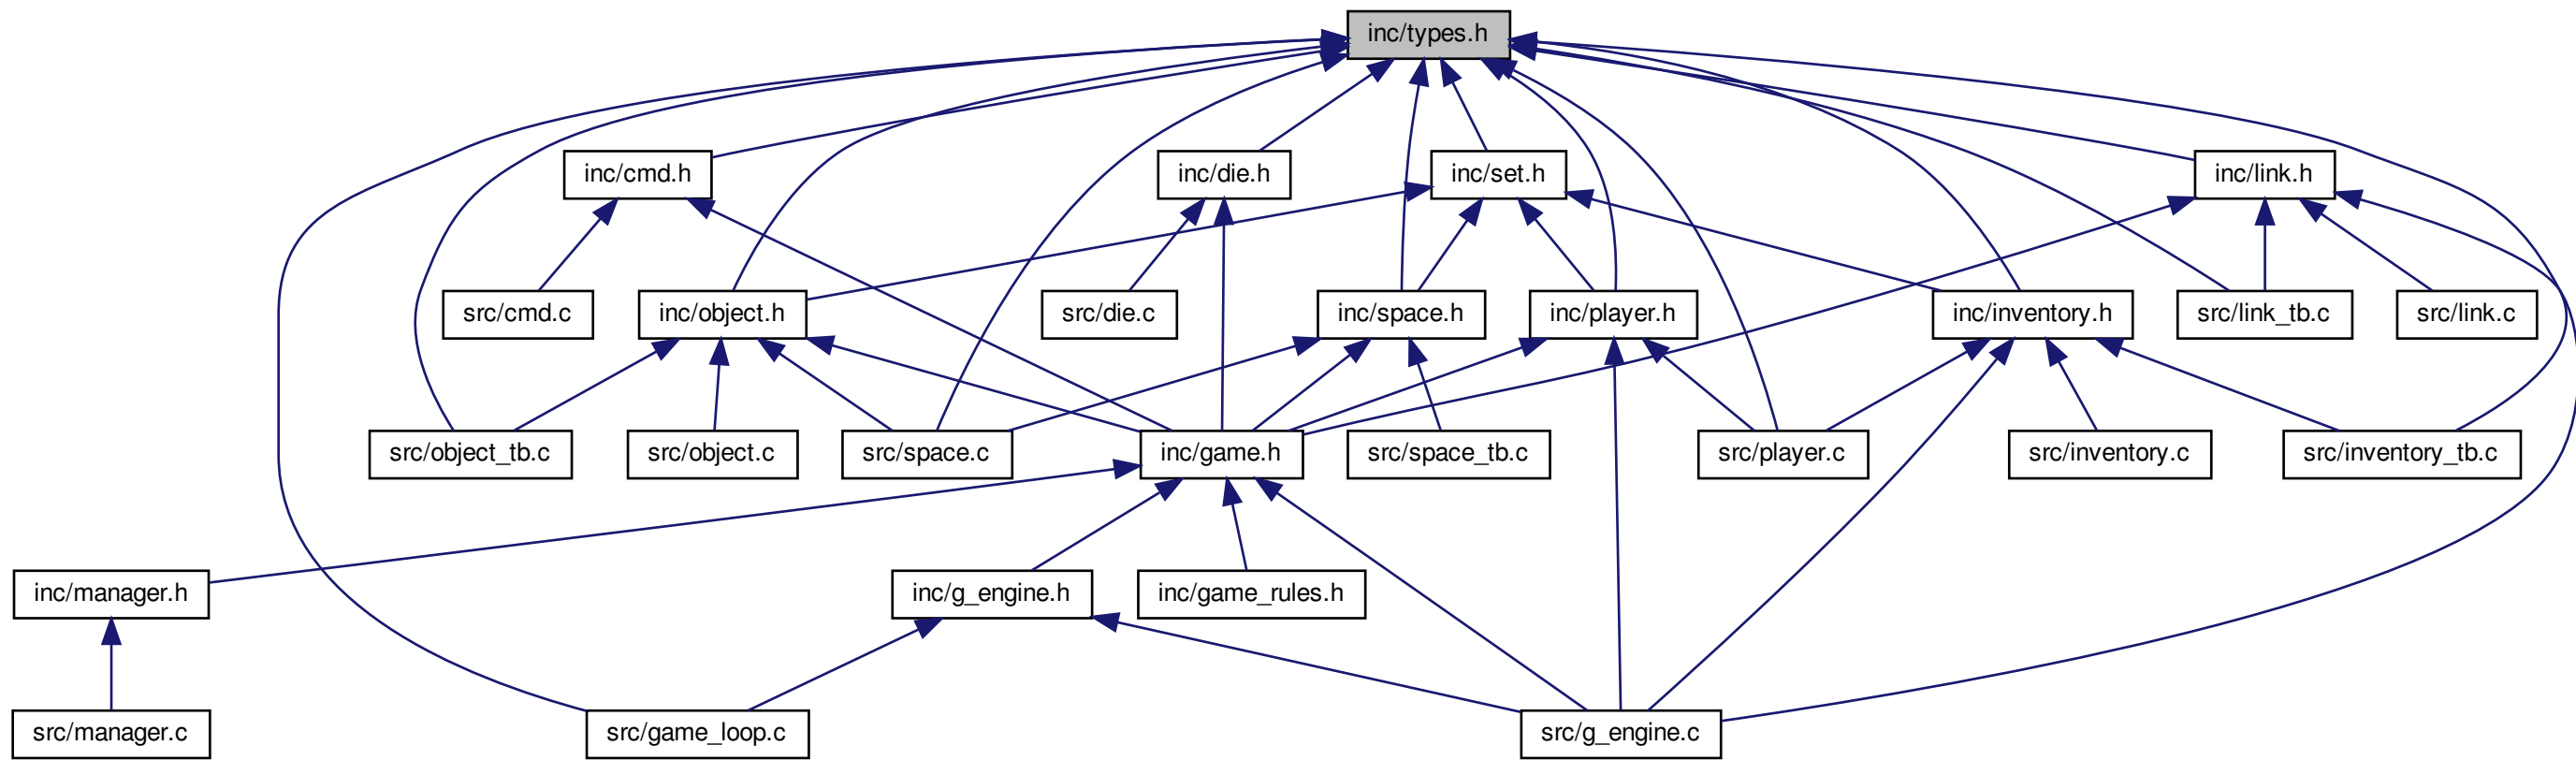 inc/types.h
inc/cmd.h
inc/die.h
inc/set.h
inc/link.h
src/cmd.c
inc/object.h
src/die.c
inc/space.h
inc/player.h
inc/inventory.h
src/link_tb.c
src/link.c
src/object_tb.c
src/object.c
src/space.c
inc/game.h
src/space_tb.c
src/player.c
src/inventory.c
src/inventory_tb.c
inc/manager.h
inc/g_engine.h
inc/game_rules.h
src/manager.c
src/game_loop.c
src/g_engine.c